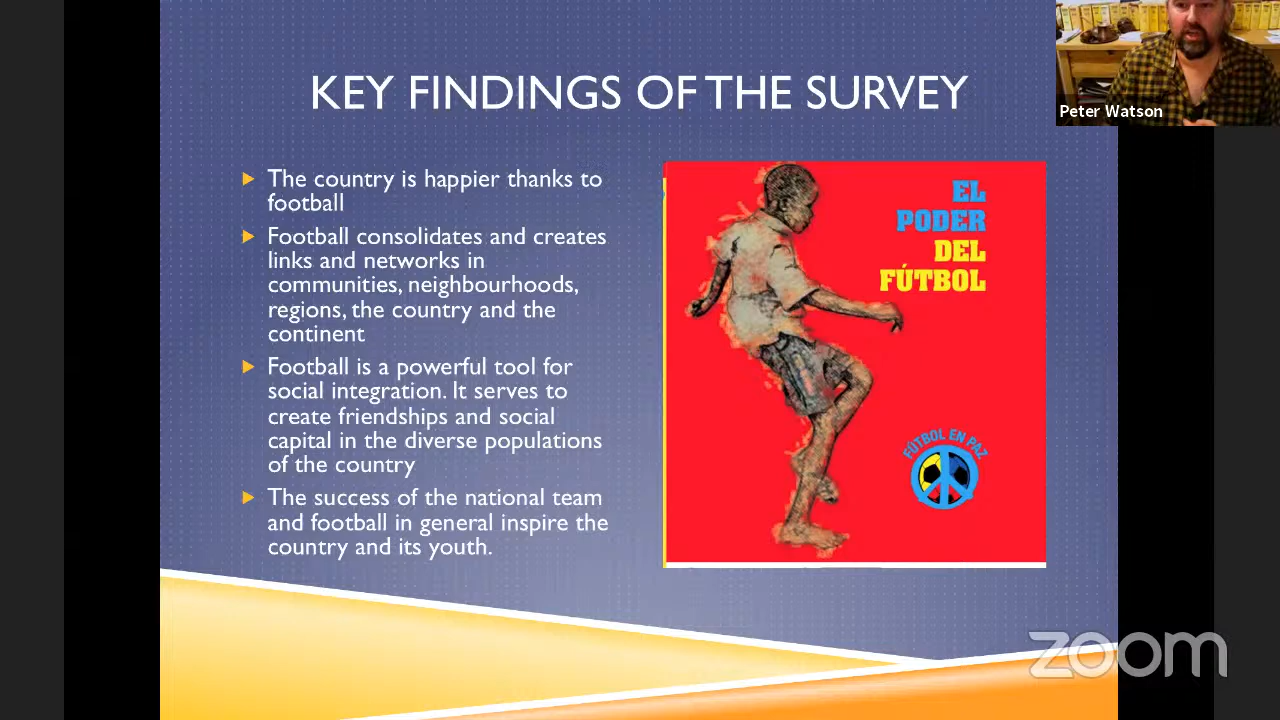 KEY FINDINGS OF THE SURVEY
Peter Watson
The country is happier thanks to
football
Football consolidates and creates
links and networks in
communities, neighbourhoods,
regions, the country and the
continent
Football is a powerful tool for
social integration. It serves to
create friendships and social
capital in the diverse populations
of the country
The success of the national team
and football in general inspire the
country and its youth.
EL
PODER
DEL
FÚTBOL
FÚTBOL EN PAZ
zoom